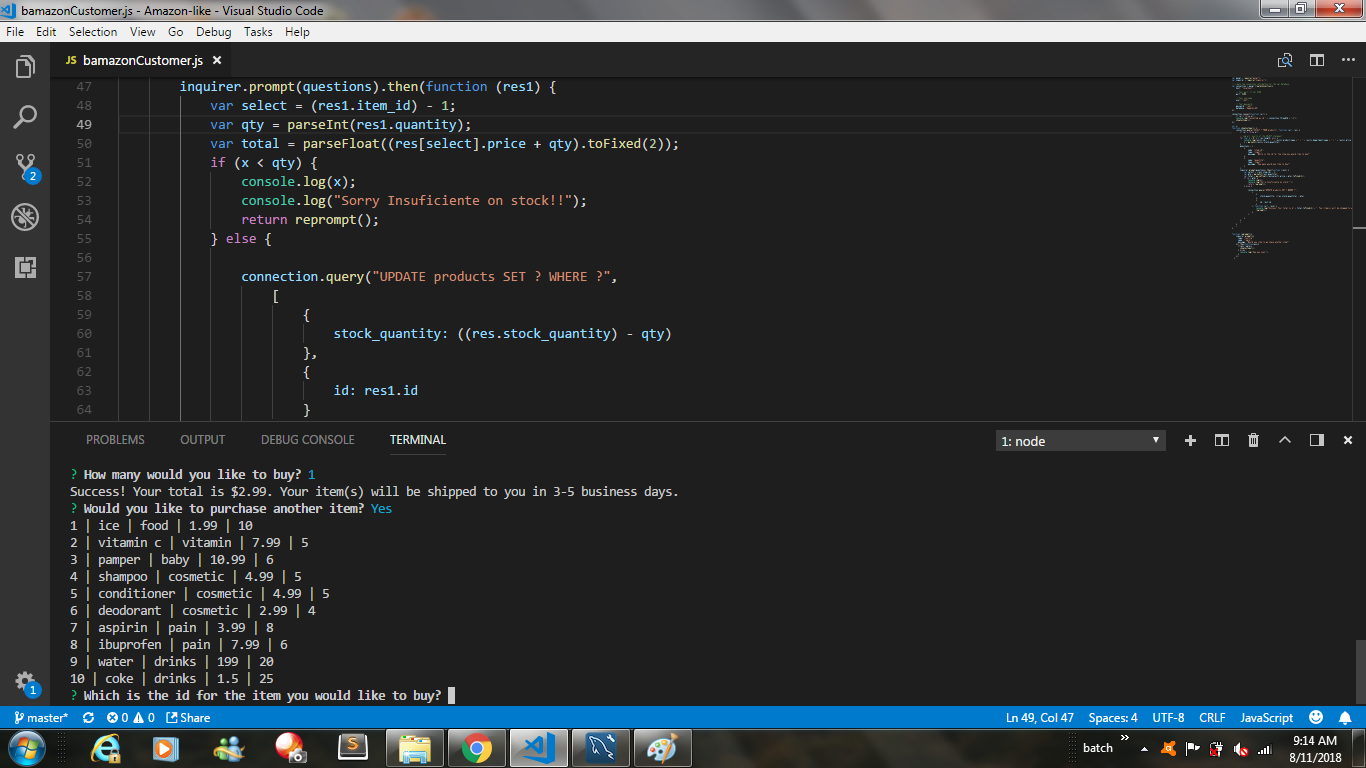 bamazonCustomer.js - Amazon-like - Visual Studio Code
File Edit Selection View Go Debug Tasks Help
JS bamazonCustomer.js
47 inquirer.prompt(questions).then(function (res1) {
48 var select = (res1.item_id) - 1;
49 var qty = parseInt(res1.quantity);
50 var total = parseFloat((res[select].price + qty).toFixed(2));
51 if (x < qty) {
52 console.log(x);
53 console.log("Sorry Insuficiente on stock!!");
54 return reprompt();
55 } else {
56
57 connection.query("UPDATE products SET ? WHERE ?",
58 [
59 {
60 stock_quantity: ((res.stock_quantity) - qty)
61 },
62 {
63 id: res1.id
64 }
2
1
PROBLEMS OUTPUT DEBUG CONSOLE TERMINAL 1: node
? How many would you like to buy? 1
Success! Your total is $2.99. Your item(s) will be shipped to you in 3-5 business days.
? Would you like to purchase another item? Yes
1 | ice | food | 1.99 | 10
2 | vitamin c | vitamin | 7.99 | 5
3 | pamper | baby | 10.99 | 6
4 | shampoo | cosmetic | 4.99 | 5
5 | conditioner | cosmetic | 4.99 | 5
6 | deodorant | cosmetic | 2.99 | 4
7 | aspirin | pain | 3.99 | 8
8 | ibuprofen | pain | 7.99 | 6
9 | water | drinks | 199 | 20
10 | coke | drinks | 1.5 | 25
? Which is the id for the item you would like to buy?
master* 0 0 Share Ln 49, Col 47 Spaces: 4 UTF-8 CRLF JavaScript
batch
9:14 AM
8/11/2018